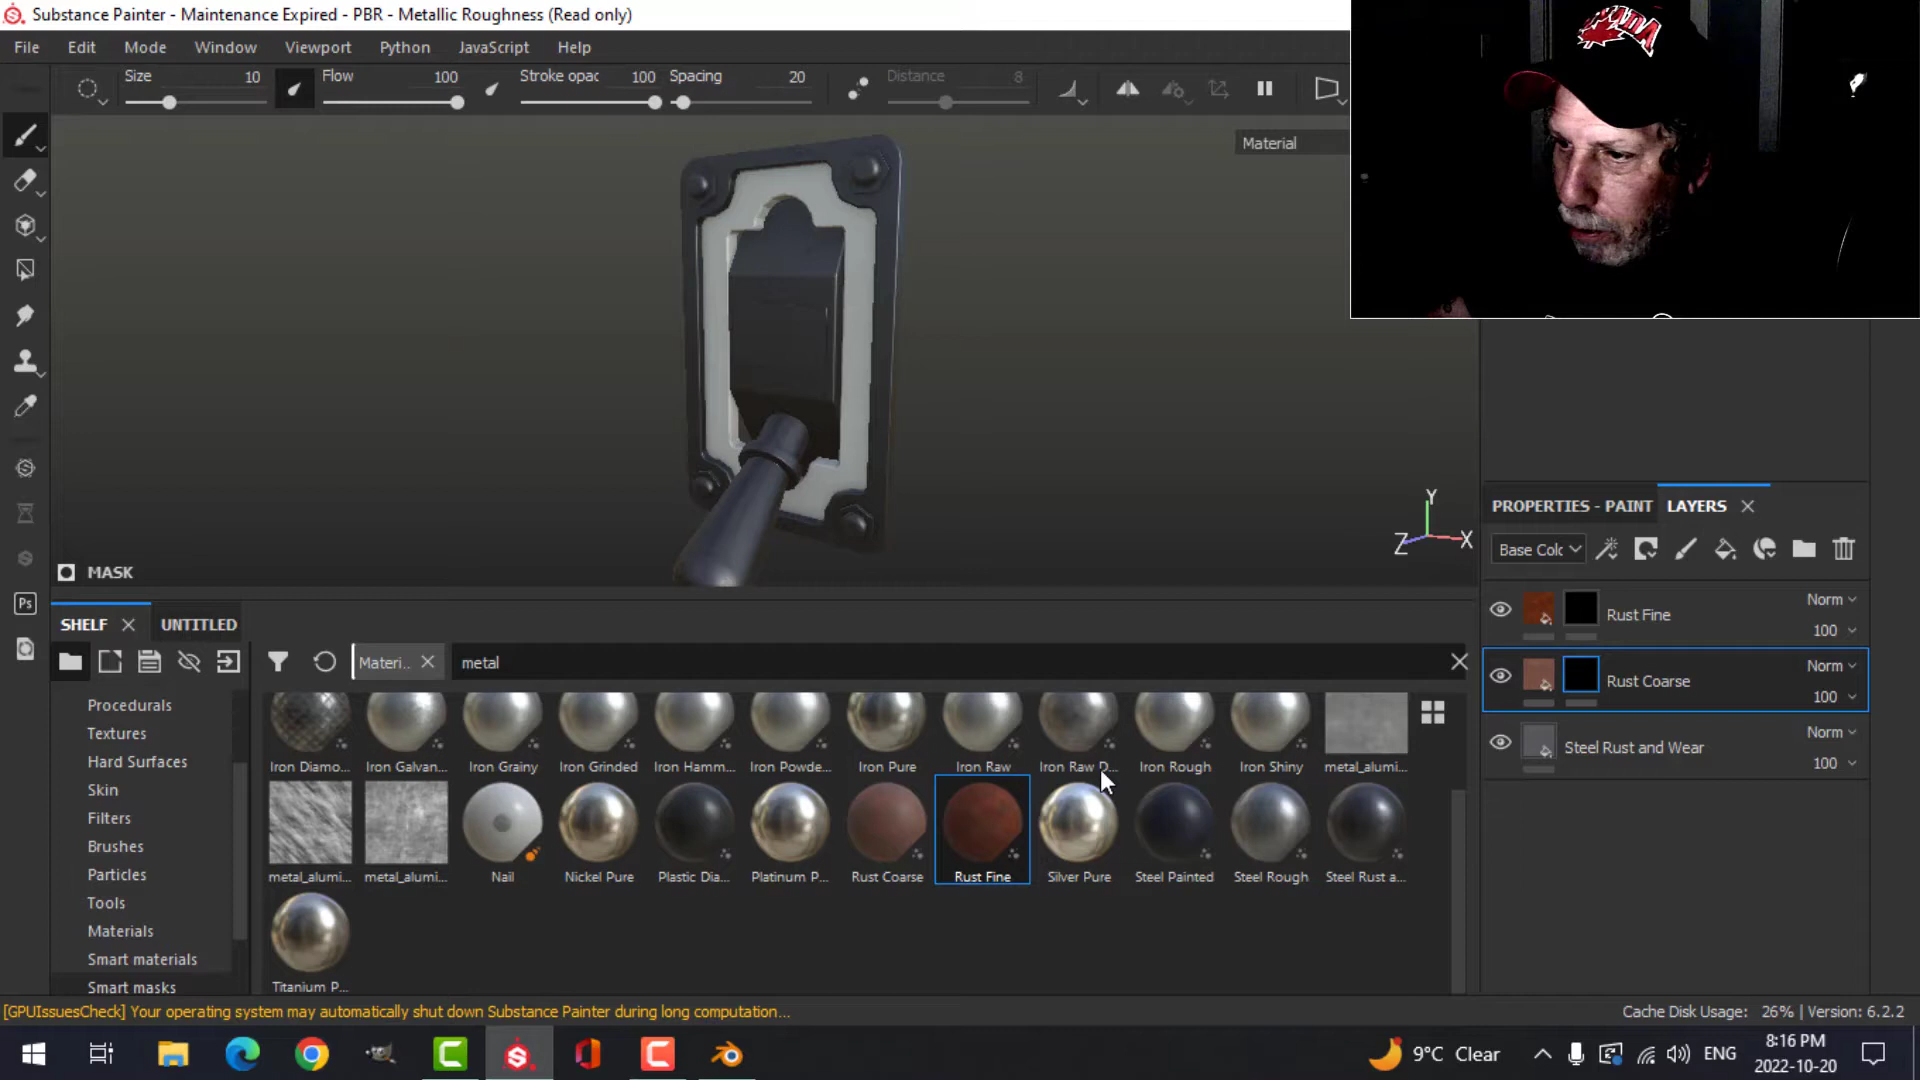 Substance Painter - Maintenance Expired - PBR - Metallic Roughness (Read only)
File Edit Mode Window Viewport Python JavaScript Help
Size 10 Flow 100 Stroke opac 100 Spacing 20 Distance 8
Material
Y
Z X
MASK
Ps
PROPERTIES - PAINT LAYERS
Base Colc
Norm
Rust Fine
100
Norm
Rust Coarse
100
Norm
Steel Rust and Wear
100
SHELF UNTITLED
Materi.. metal
Procedurals
Textures
Hard Surfaces
Skin
Filters
Brushes
Particles
Tools
Materials
Smart materials
Smart masks
Iron Diamo... Iron Galvan... Iron Grainy Iron Grinded Iron Hamm... Iron Powde... Iron Pure Iron Raw Iron Raw D... Iron Rough Iron Shiny metal_alumi...
metal_alumi... metal_alumi... Nail Nickel Pure Plastic Dia... Platinum P... Rust Coarse Rust Fine Silver Pure Steel Painted Steel Rough Steel Rust a...
Titanium P...
[GPUIssuesCheck] Your operating system may automatically shut down Substance Painter during long computation...
Cache Disk Usage: 26% | Version: 6.2.2
9°C Clear
ENG
8:16 PM
2022-10-20